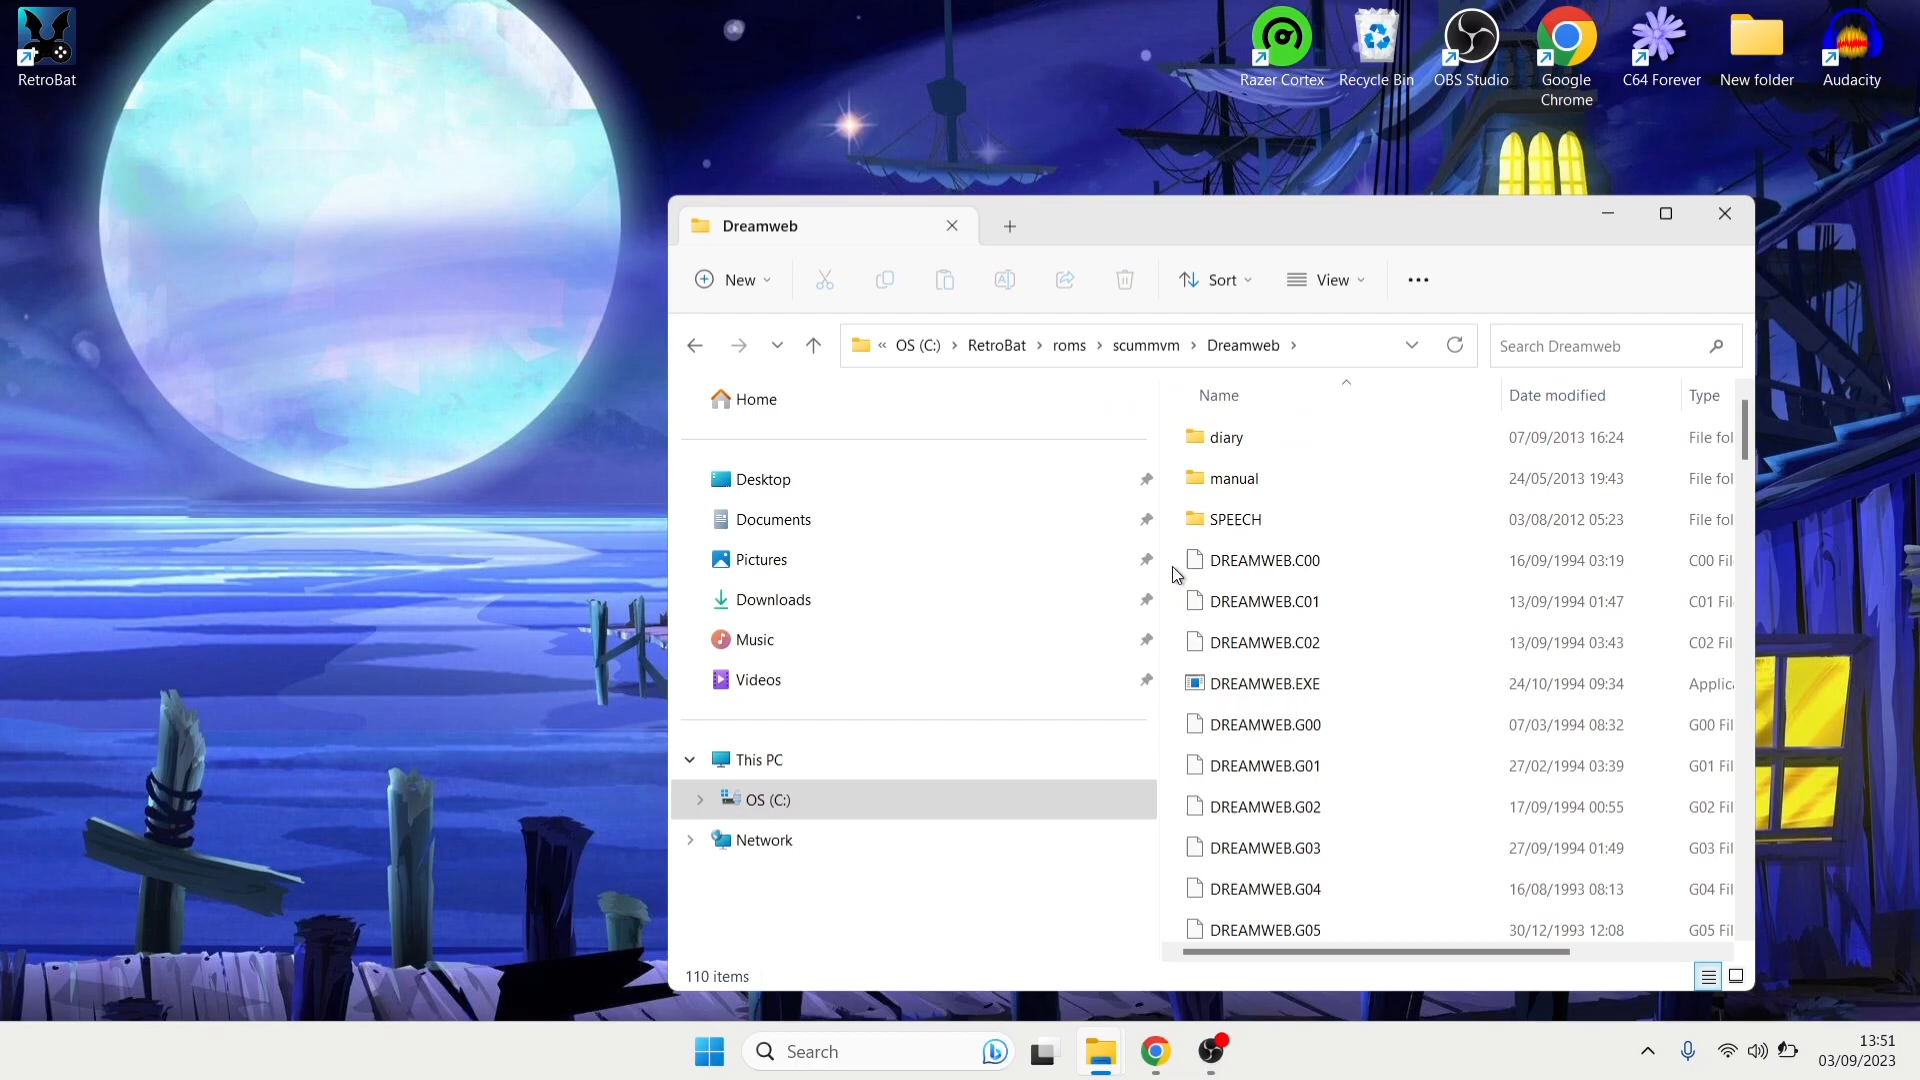 RetroBat
Razer Cortex
Recycle Bin
OBS Studio
Google
Chrome
C64 Forever
New folder
Audacity
Dreamweb
New
Sort
View
« OS (C:) › RetroBat › roms › scummvm › Dreamweb ›
Search Dreamweb
Home
Desktop
Documents
Pictures
Downloads
Music
Videos
This PC
OS (C:)
Network
Name Date modified Type
diary 07/09/2013 16:24 File fol
manual 24/05/2013 19:43 File fol
SPEECH 03/08/2012 05:23 File fol
DREAMWEB.C00 16/09/1994 03:19 C00 Fil
DREAMWEB.C01 13/09/1994 01:47 C01 Fil
DREAMWEB.C02 13/09/1994 03:43 C02 Fil
DREAMWEB.EXE 24/10/1994 09:34 Applica
DREAMWEB.G00 07/03/1994 08:32 G00 Fil
DREAMWEB.G01 27/02/1994 03:39 G01 Fil
DREAMWEB.G02 17/09/1994 00:55 G02 Fil
DREAMWEB.G03 27/09/1994 01:49 G03 Fil
DREAMWEB.G04 16/08/1993 08:13 G04 Fil
DREAMWEB.G05 30/12/1993 12:08 G05 Fil
110 items
Search
13:51
03/09/2023